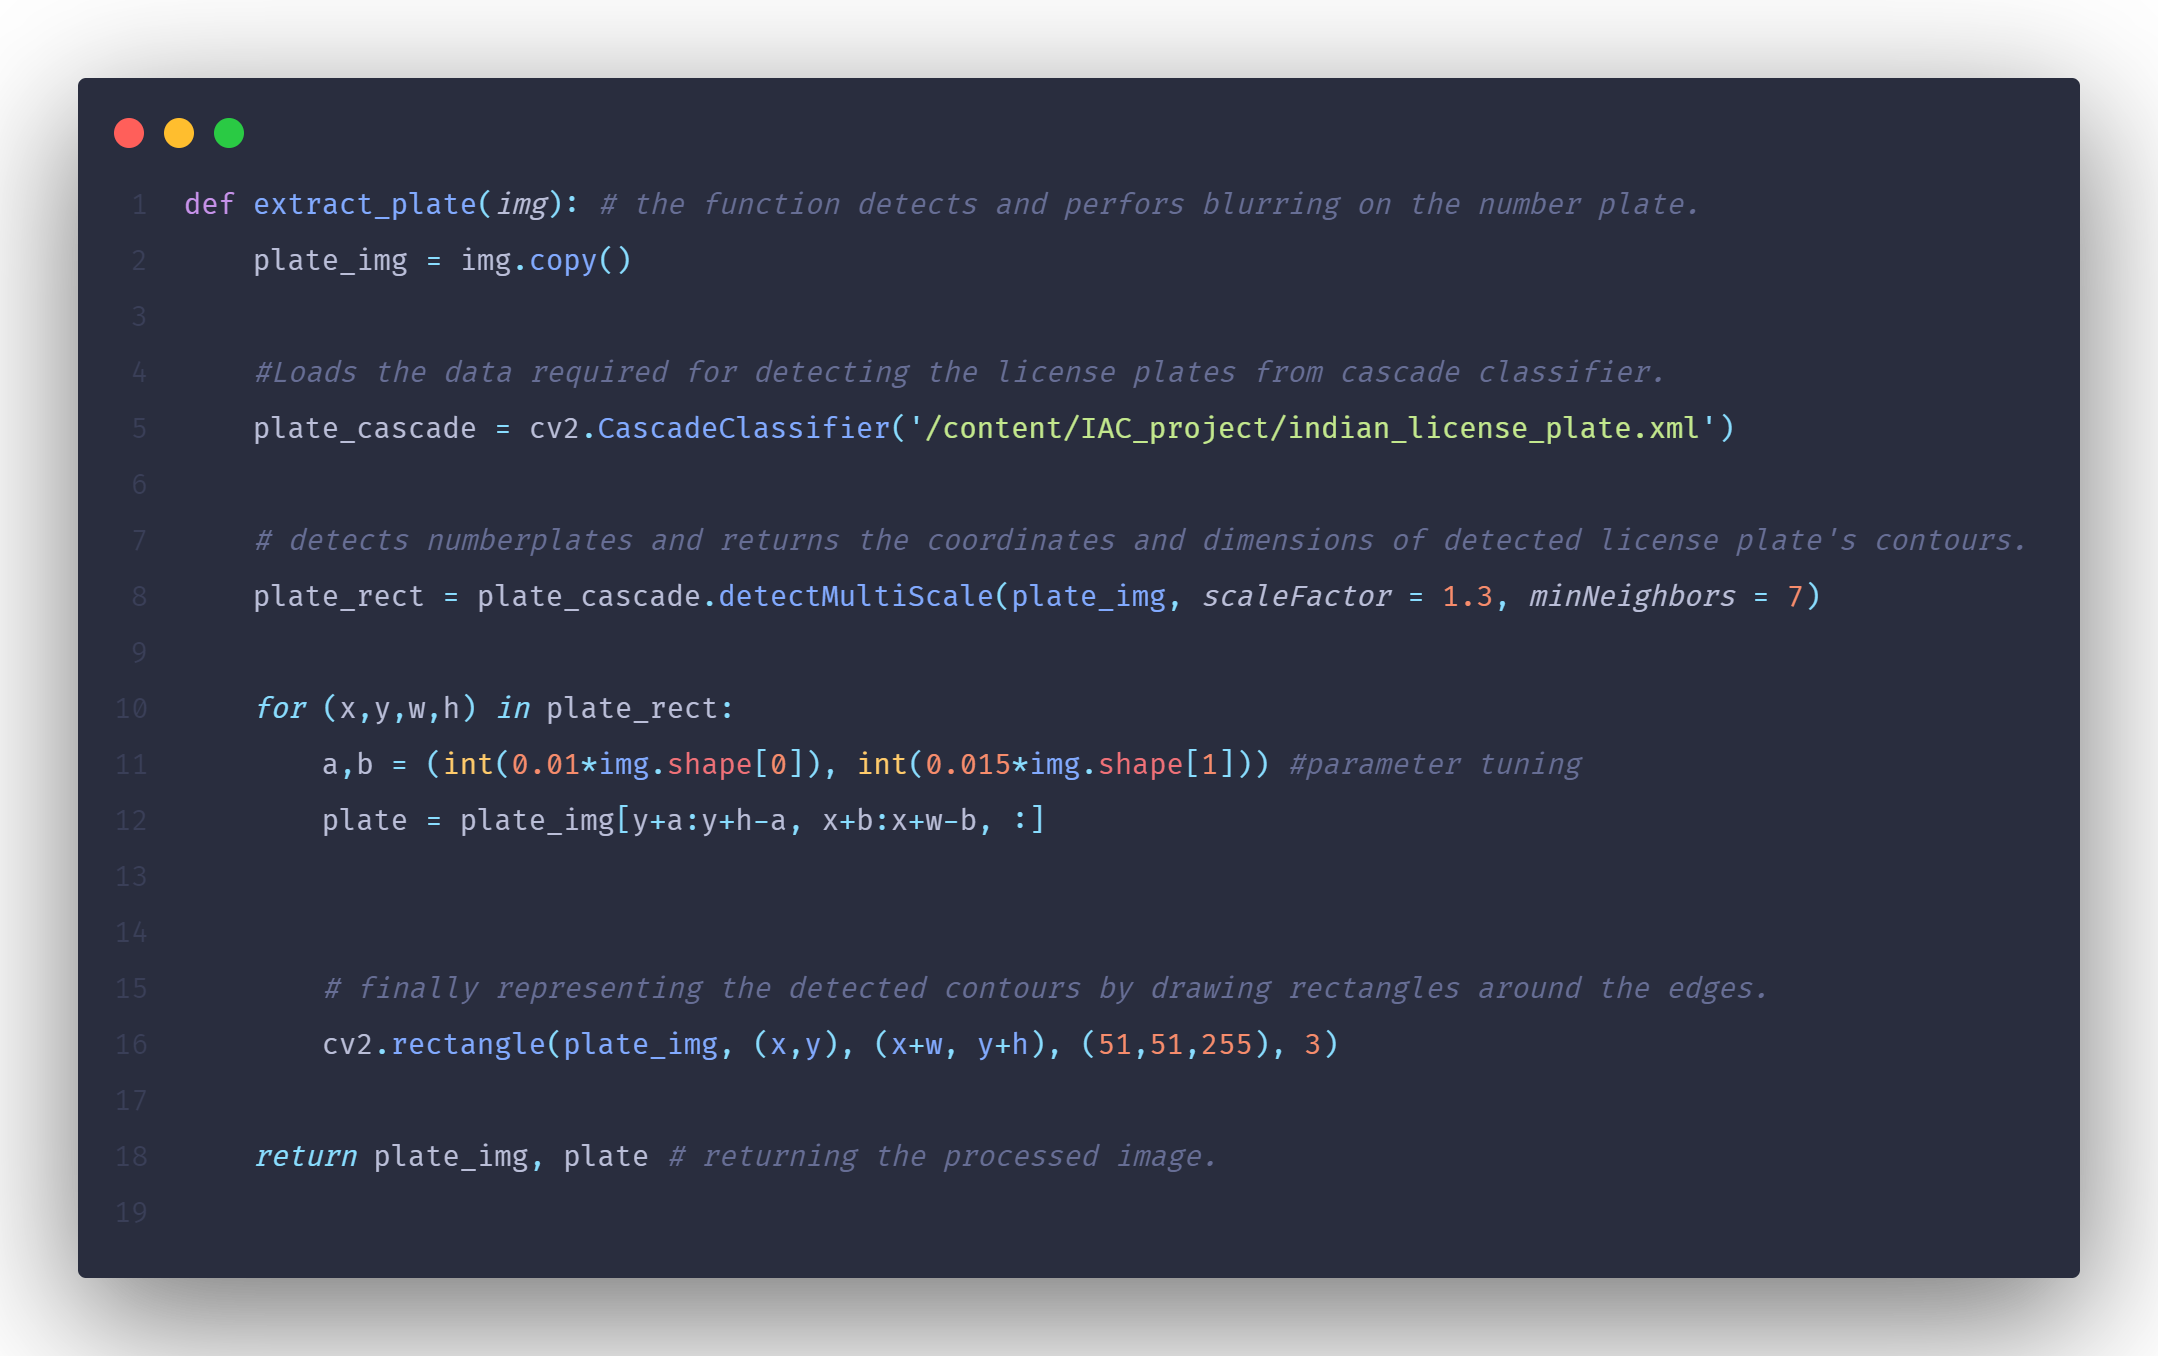 1 def extract_plate(img): # the function detects and perfors blurring on the number plate.
2     plate_img = img.copy()
3
4     #Loads the data required for detecting the license plates from cascade classifier.
5     plate_cascade = cv2.CascadeClassifier('/content/IAC_project/indian_license_plate.xml')
6
7     # detects numberplates and returns the coordinates and dimensions of detected license plate's contours.
8     plate_rect = plate_cascade.detectMultiScale(plate_img, scaleFactor = 1.3, minNeighbors = 7)
9
10     for (x,y,w,h) in plate_rect:
11         a,b = (int(0.01*img.shape[0]), int(0.015*img.shape[1])) #parameter tuning
12         plate = plate_img[y+a:y+h-a, x+b:x+w-b, :]
13
14
15         # finally representing the detected contours by drawing rectangles around the edges.
16         cv2.rectangle(plate_img, (x,y), (x+w, y+h), (51,51,255), 3)
17
18     return plate_img, plate # returning the processed image.
19